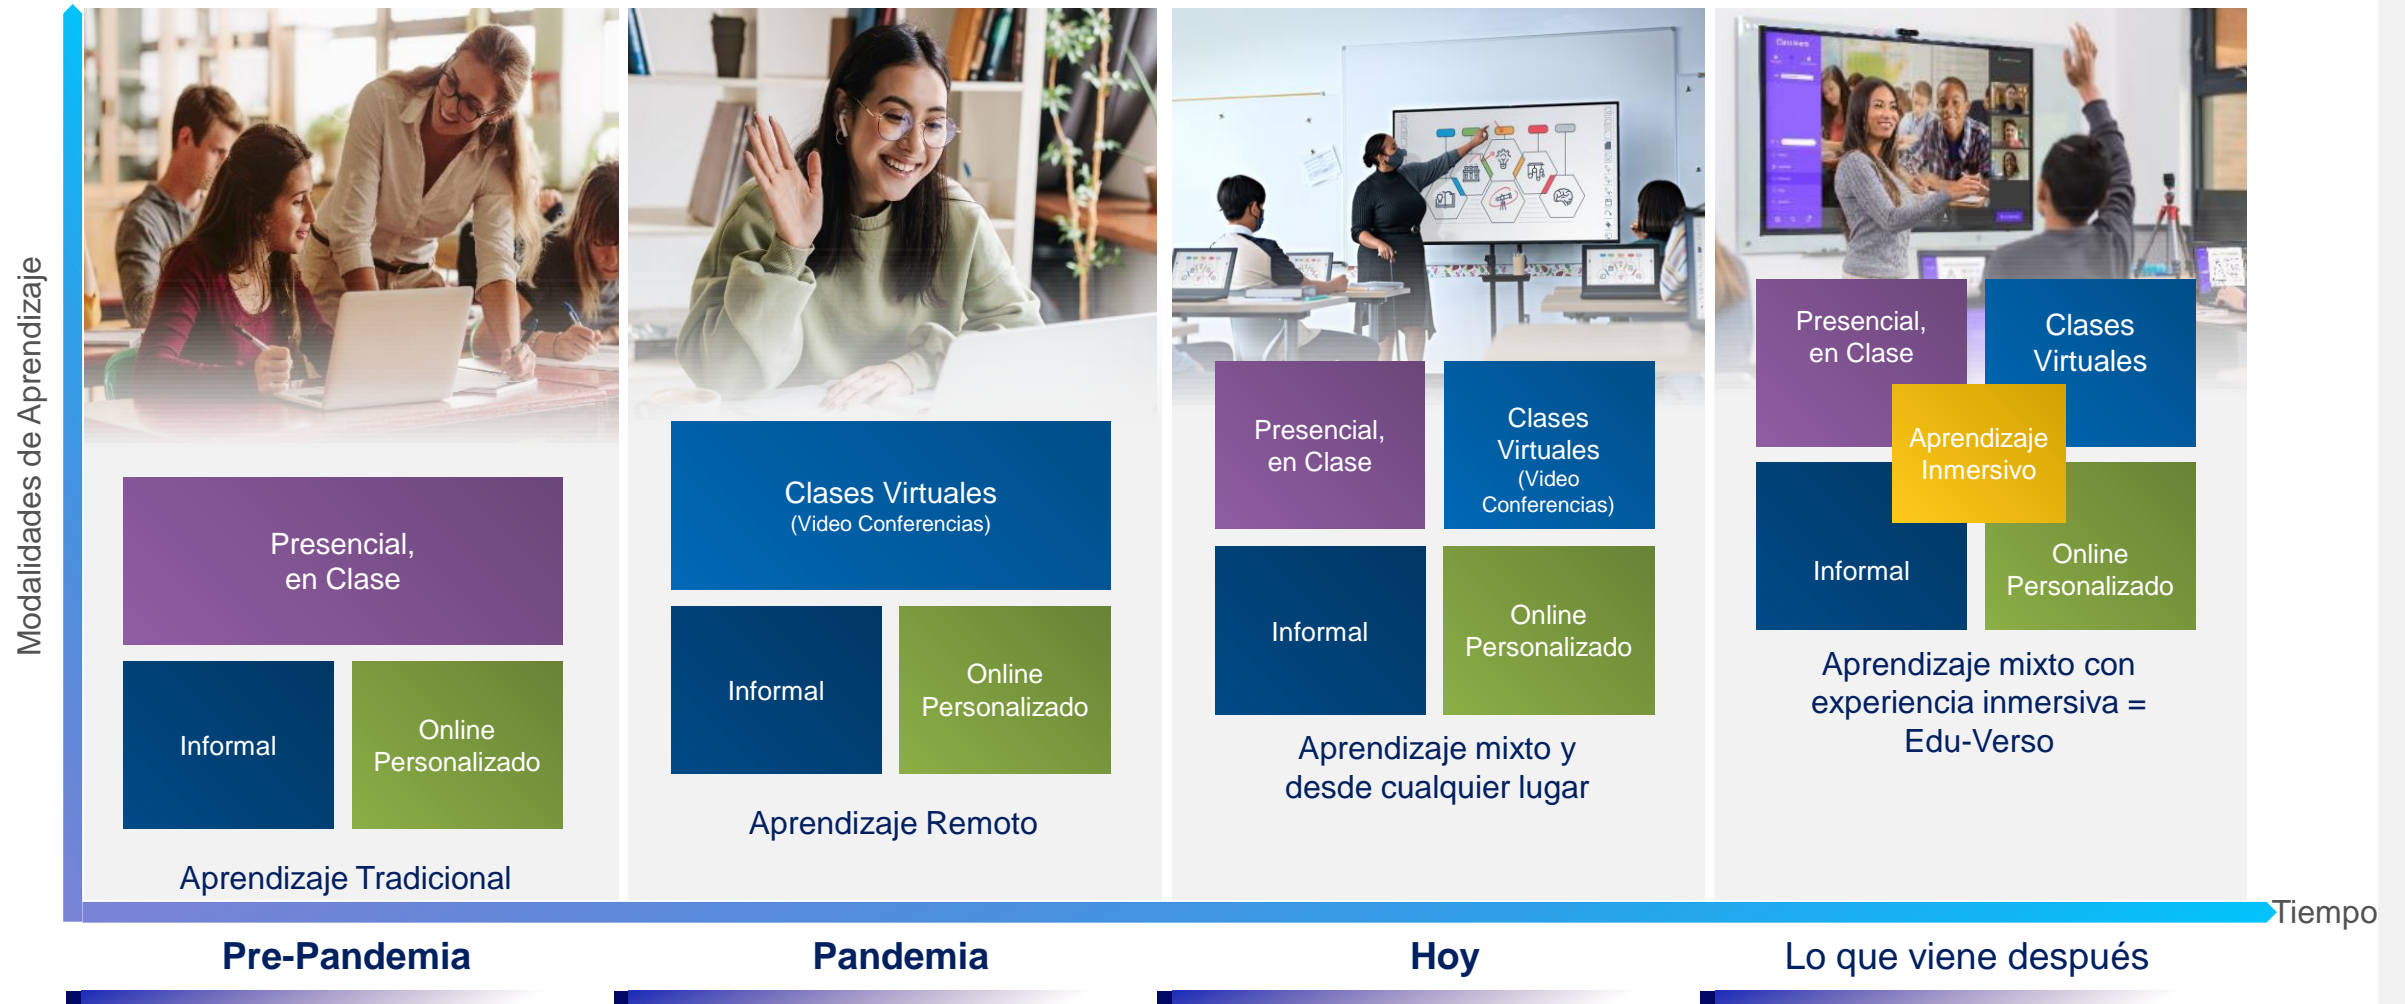 Modalidades de Aprendizaje
Presencial,
en Clase
Informal
Online
Personalizado
Aprendizaje Tradicional
Clases Virtuales
(Video Conferencias)
Informal
Online
Personalizado
Aprendizaje Remoto
Presencial,
en Clase
Clases
Virtuales
(Video
Conferencias)
Informal
Online
Personalizado
Aprendizaje mixto y
desde cualquier lugar
Presencial,
en Clase
Clases
Virtuales
Aprendizaje
Inmersivo
Informal
Online
Personalizado
Aprendizaje mixto con
experiencia inmersiva =
Edu-Verso
Tiempo
Pre-Pandemia
Pandemia
Hoy
Lo que viene después